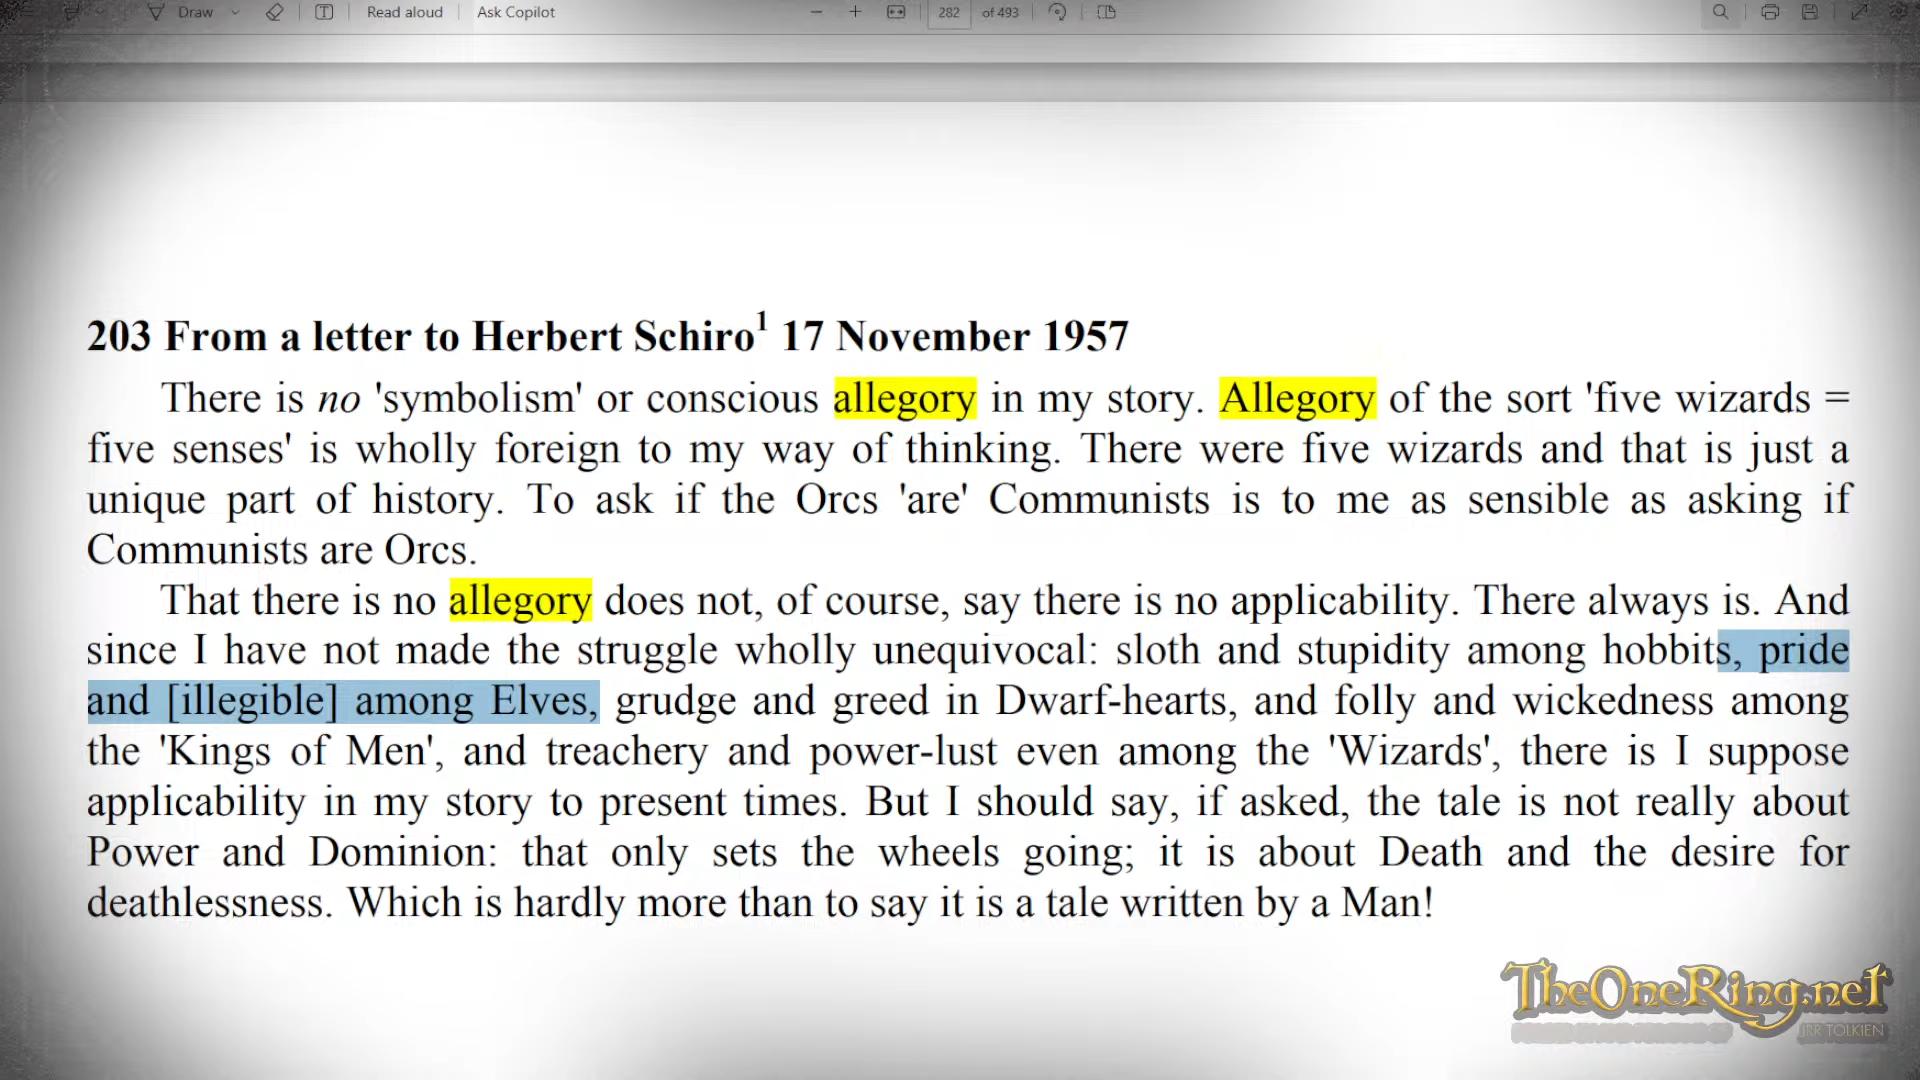 Draw
Read aloud
Ask Copilot
282
of 493
203 From a letter to Herbert Schiro1 17 November 1957
There is no 'symbolism' or conscious allegory in my story. Allegory of the sort 'five wizards =
five senses' is wholly foreign to my way of thinking. There were five wizards and that is just a
unique part of history. To ask if the Orcs 'are' Communists is to me as sensible as asking if
Communists are Orcs.
That there is no allegory does not, of course, say there is no applicability. There always is. And
since I have not made the struggle wholly unequivocal: sloth and stupidity among hobbits, pride
and [illegible] among Elves, grudge and greed in Dwarf-hearts, and folly and wickedness among
the 'Kings of Men', and treachery and power-lust even among the 'Wizards', there is I suppose
applicability in my story to present times. But I should say, if asked, the tale is not really about
Power and Dominion: that only sets the wheels going; it is about Death and the desire for
deathlessness. Which is hardly more than to say it is a tale written by a Man!
TheOneRing.net
JRR TOLKIEN